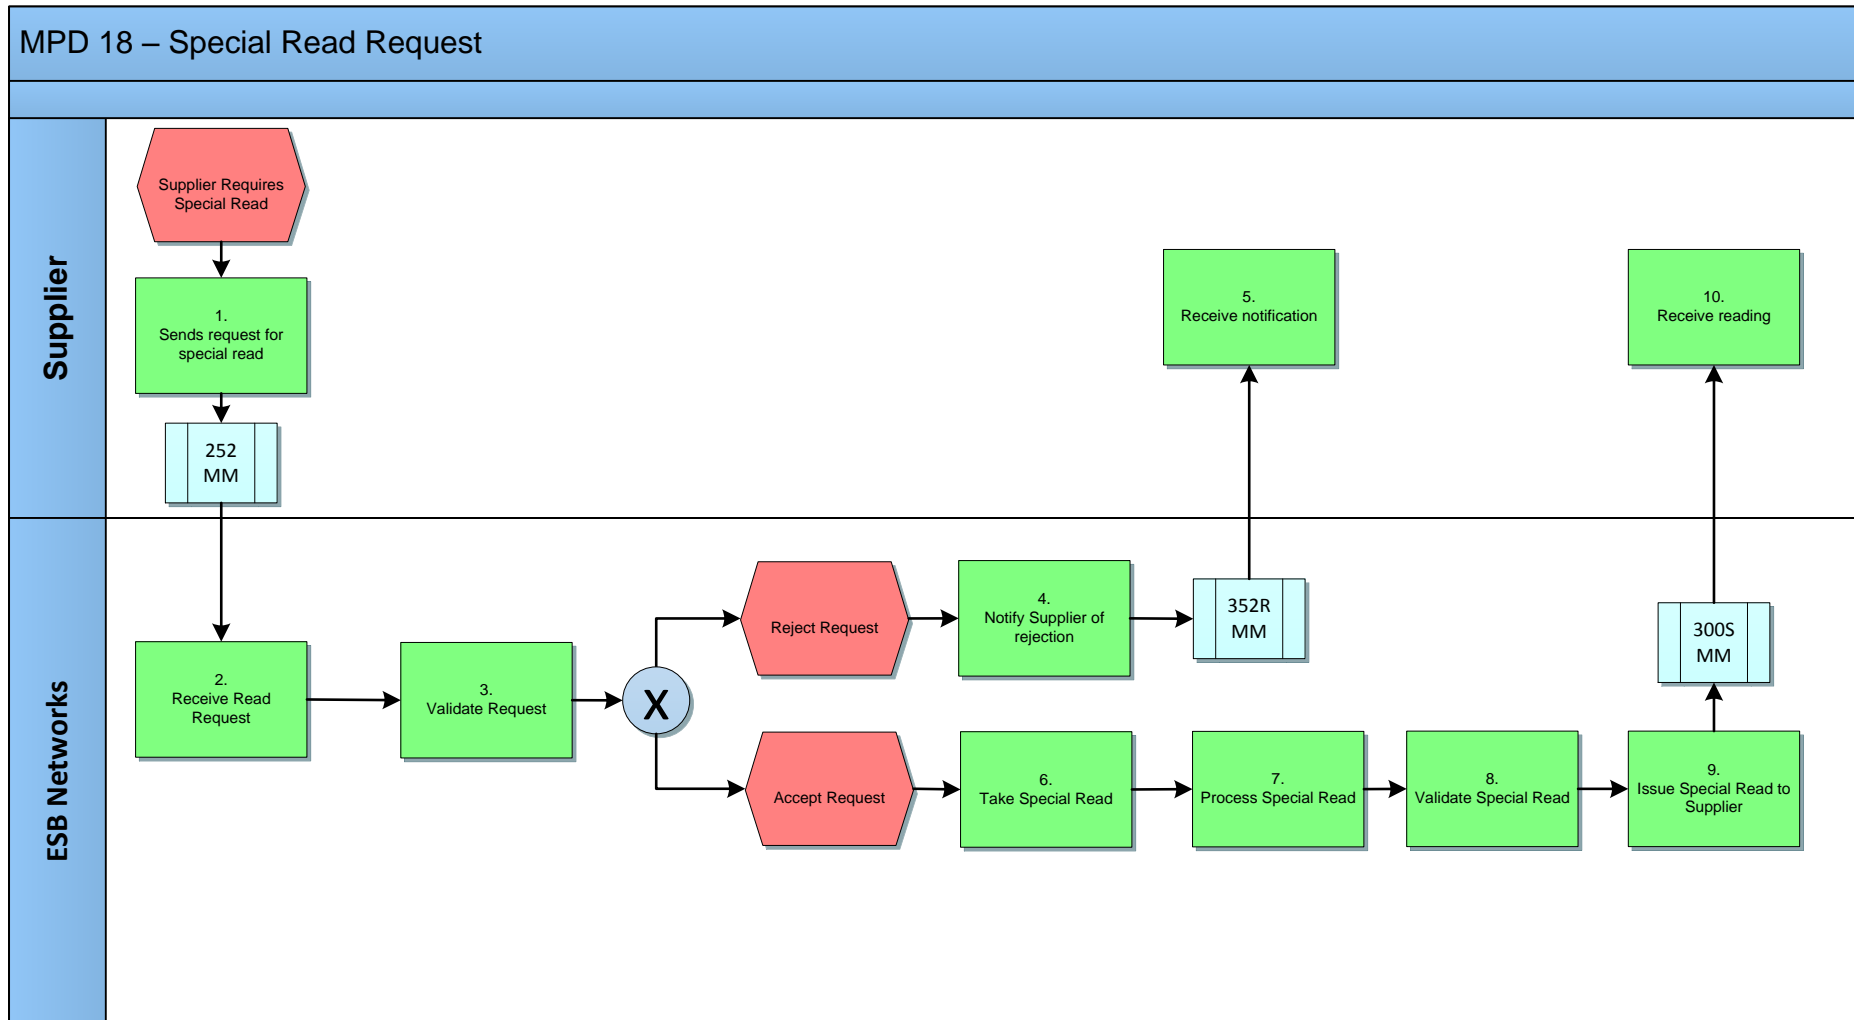 MPD 18 – Special Read Request
Supplier
Supplier Requires
Special Read
1.
Sends request for
special read
252
MM
5.
Receive notification
10.
Receive reading
ESB Networks
2.
Receive Read
Request
3.
Validate Request
X
Reject Request
4.
Notify Supplier of
rejection
352R
MM
300S
MM
Accept Request
6.
Take Special Read
7.
Process Special Read
8.
Validate Special Read
9.
Issue Special Read to
Supplier